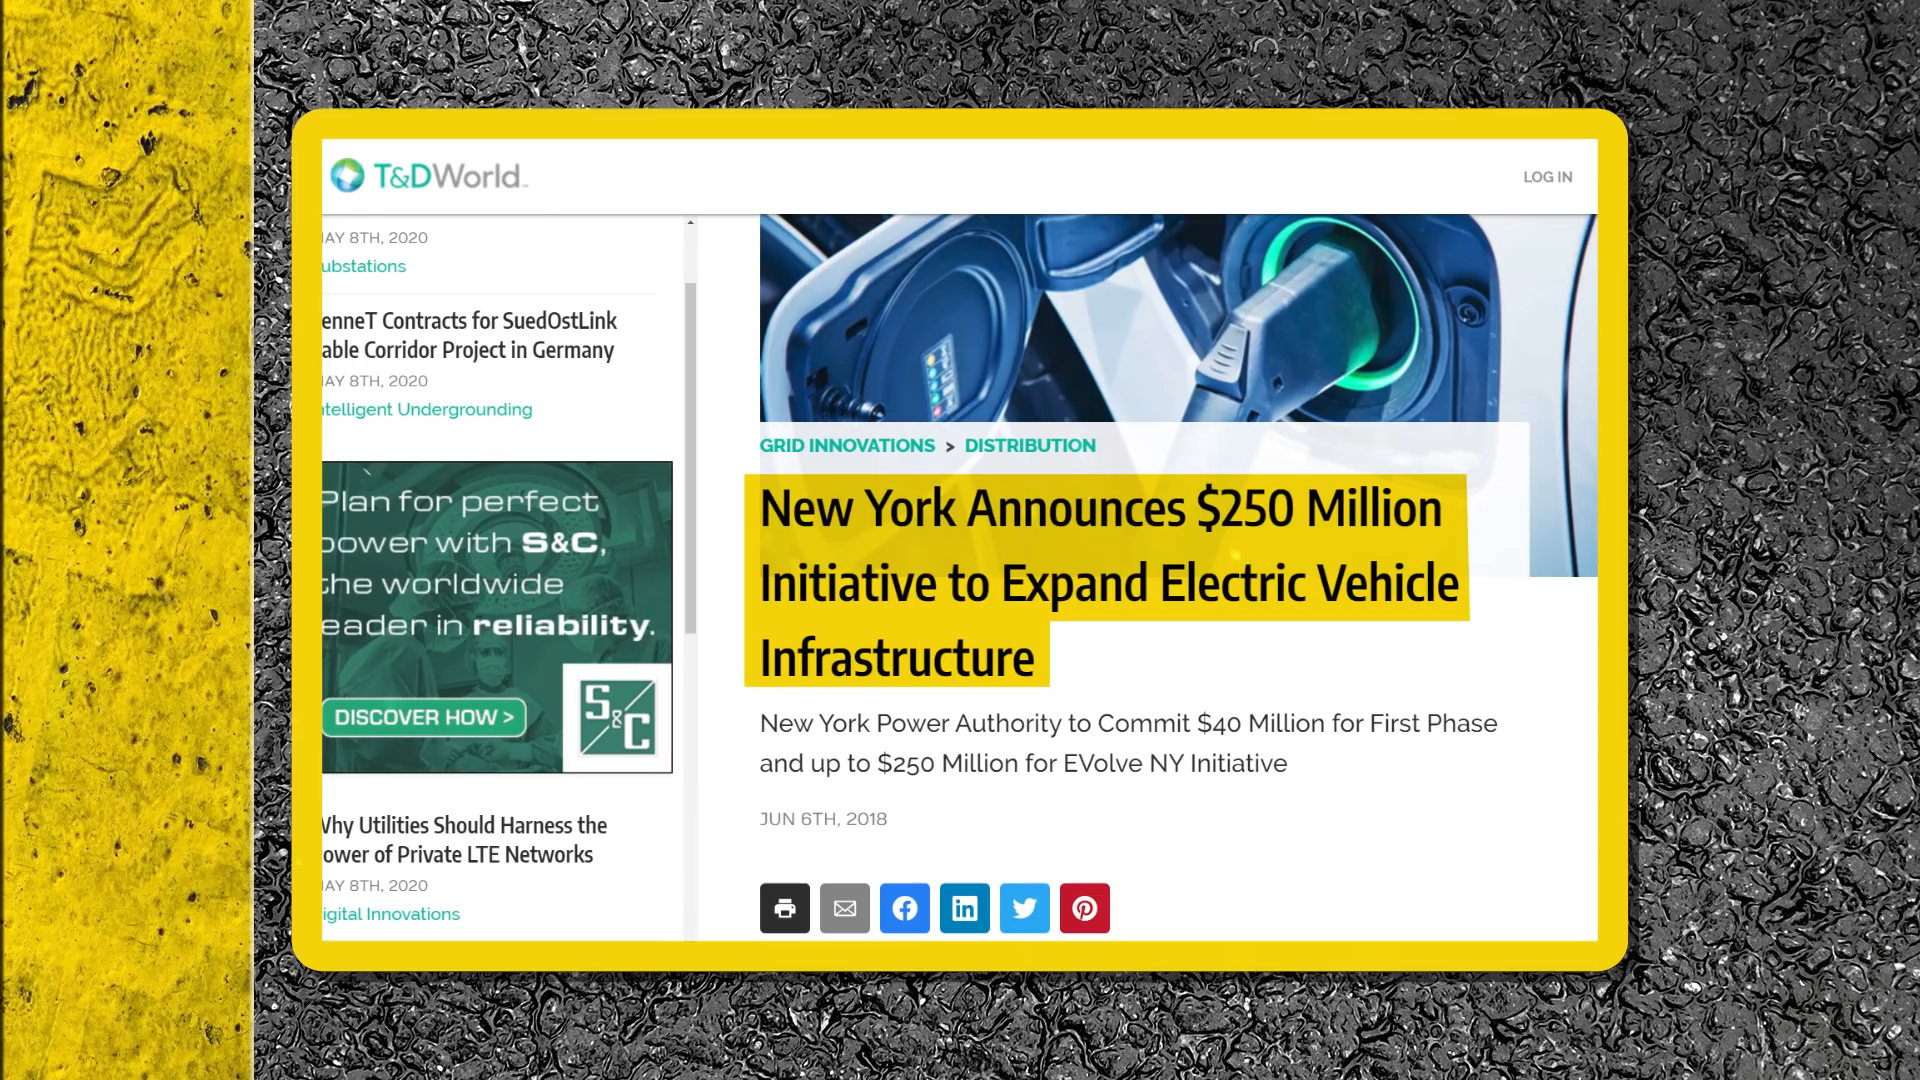 T&DWorld
LOG IN
AY 8TH, 2020
ubstations
enneT Contracts for SuedOstLink
able Corridor Project in Germany
AY 8TH, 2020
ntelligent Undergrounding
Plan for perfect
power with S&C,
the worldwide
eader in reliability.
DISCOVER HOW >
S&C
Why Utilities Should Harness the
ower of Private LTE Networks
AY 8TH, 2020
igital Innovations
GRID INNOVATIONS > DISTRIBUTION
New York Announces $250 Million
Initiative to Expand Electric Vehicle
Infrastructure
New York Power Authority to Commit $40 Million for First Phase
and up to $250 Million for EVolve NY Initiative
JUN 6TH, 2018